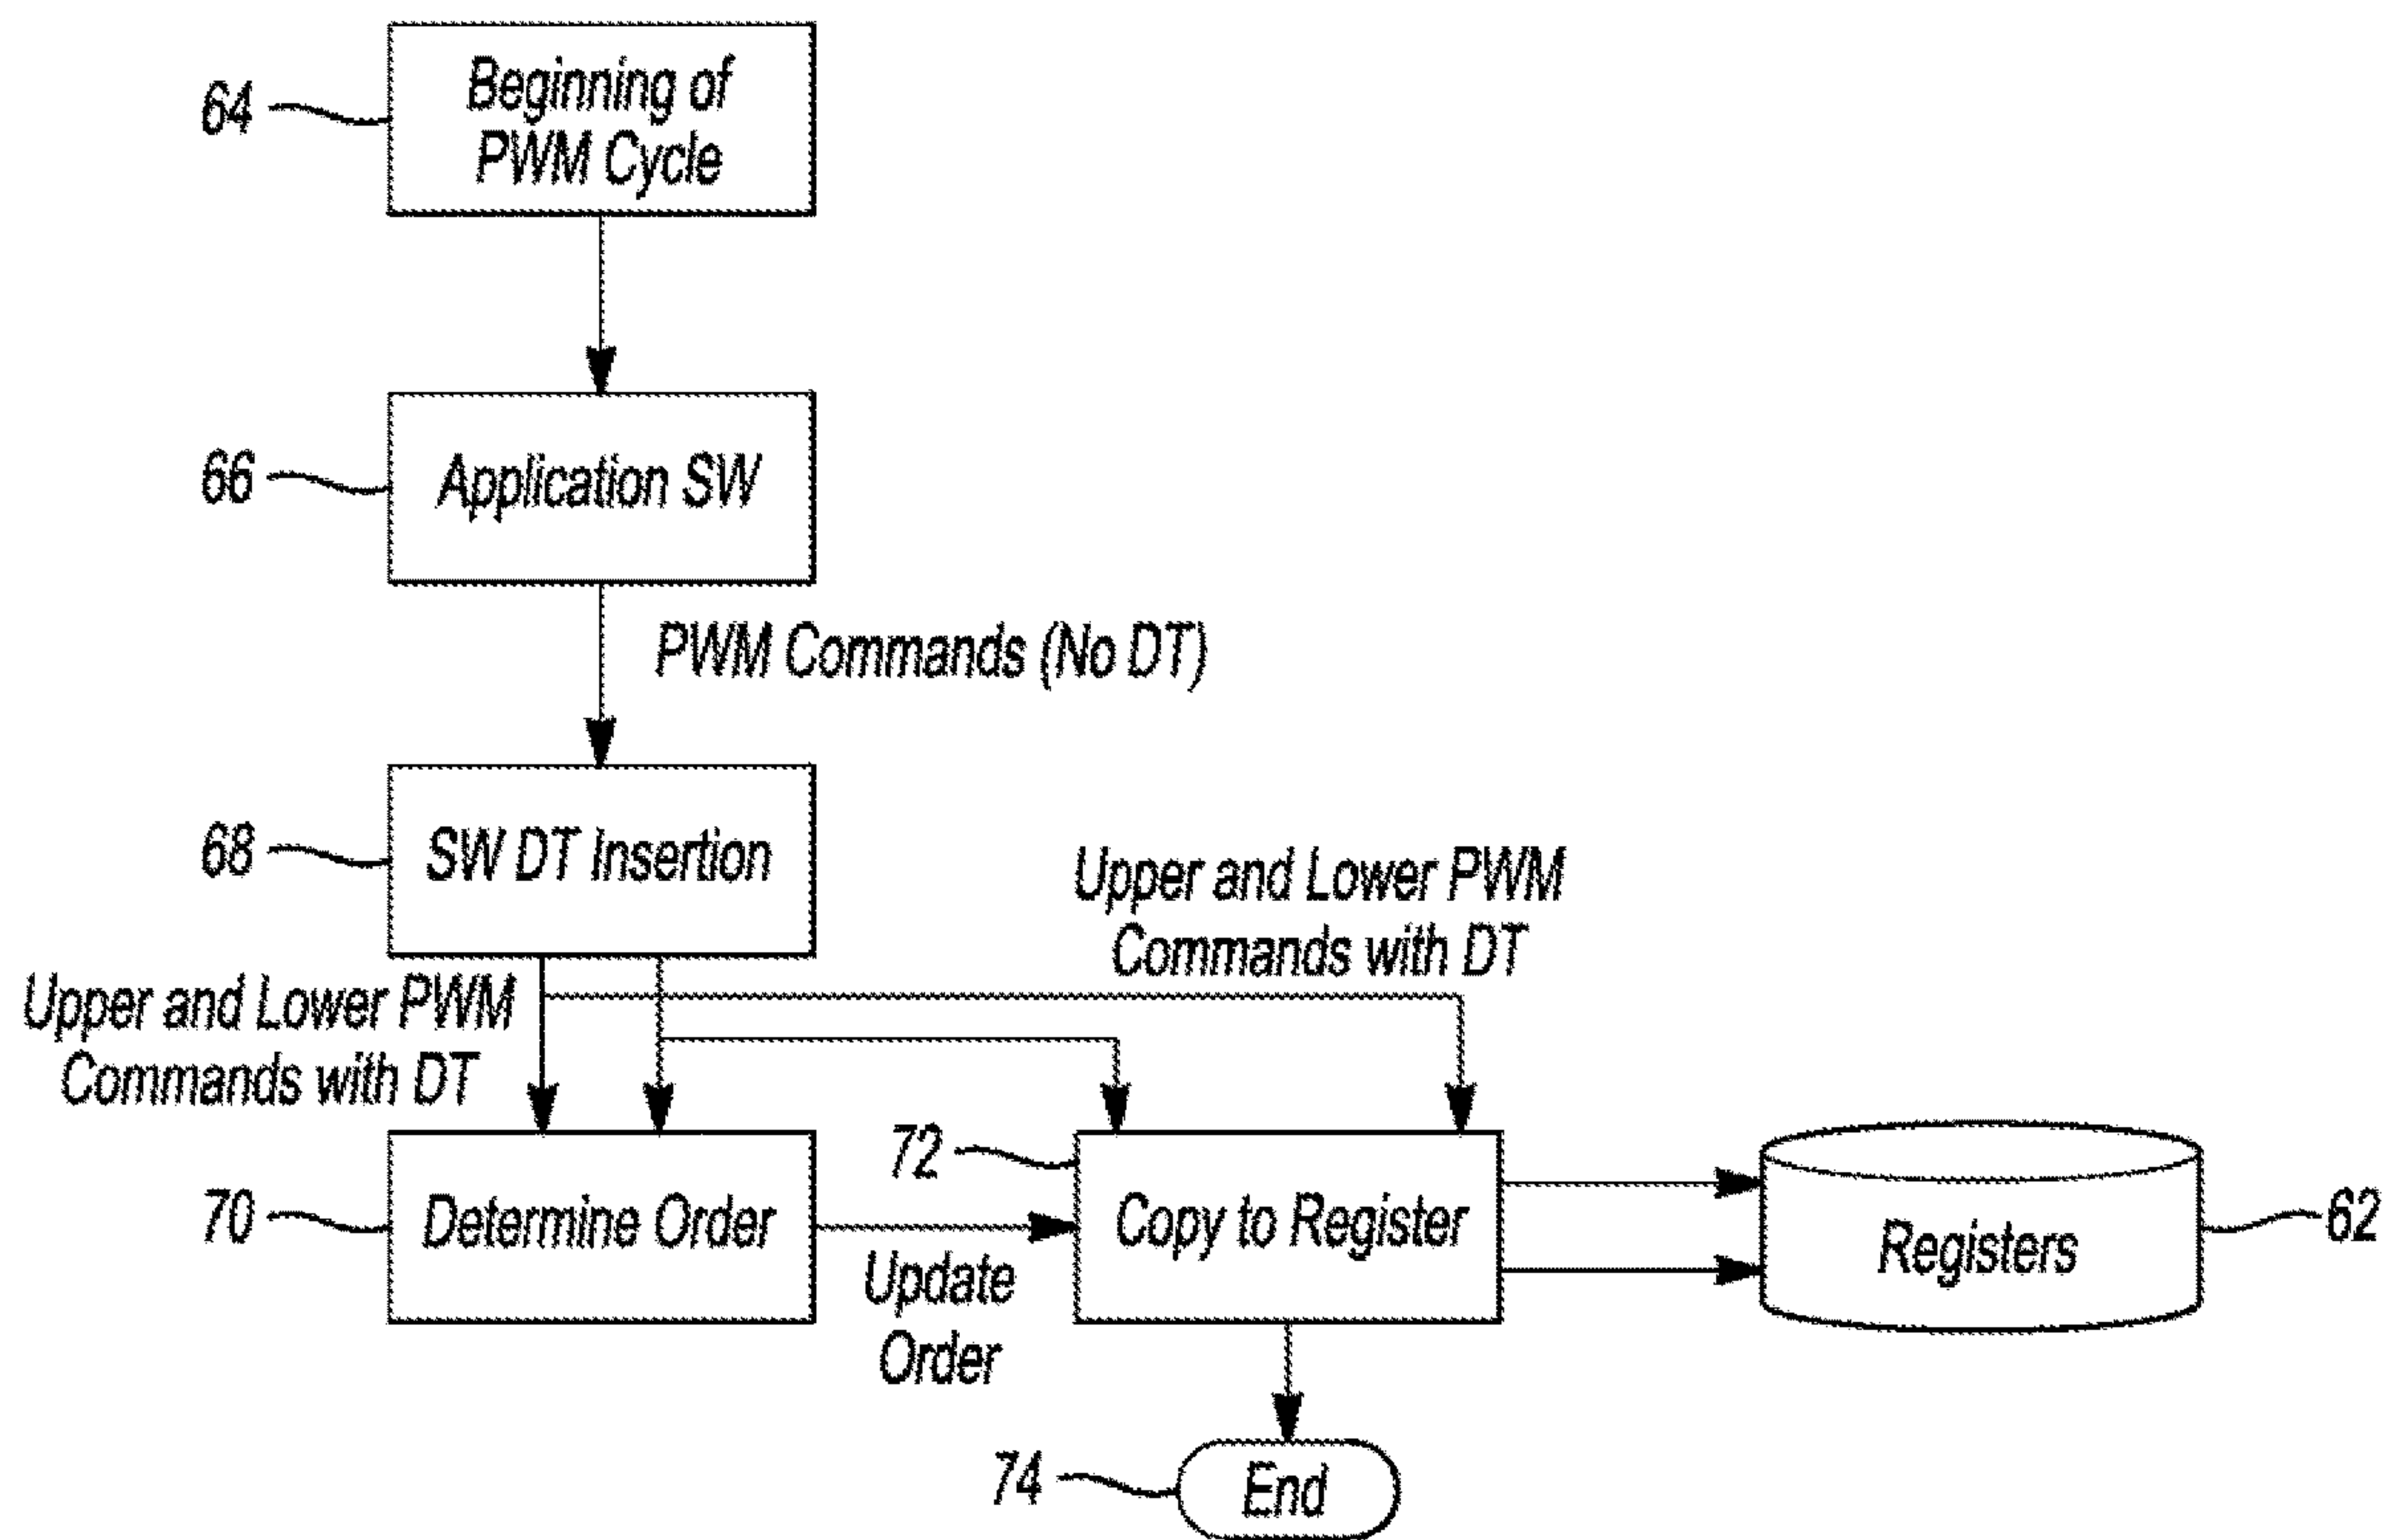 64
Beginning of
PWM Cycle
66
Application SW
PWM Commands (No DT)
68
SW DT Insertion
Upper and Lower PWM
Commands with DT
Upper and Lower PWM
Commands with DT
70
Determine Order
Update
Order
72
Copy to Register
Registers
62
74
End